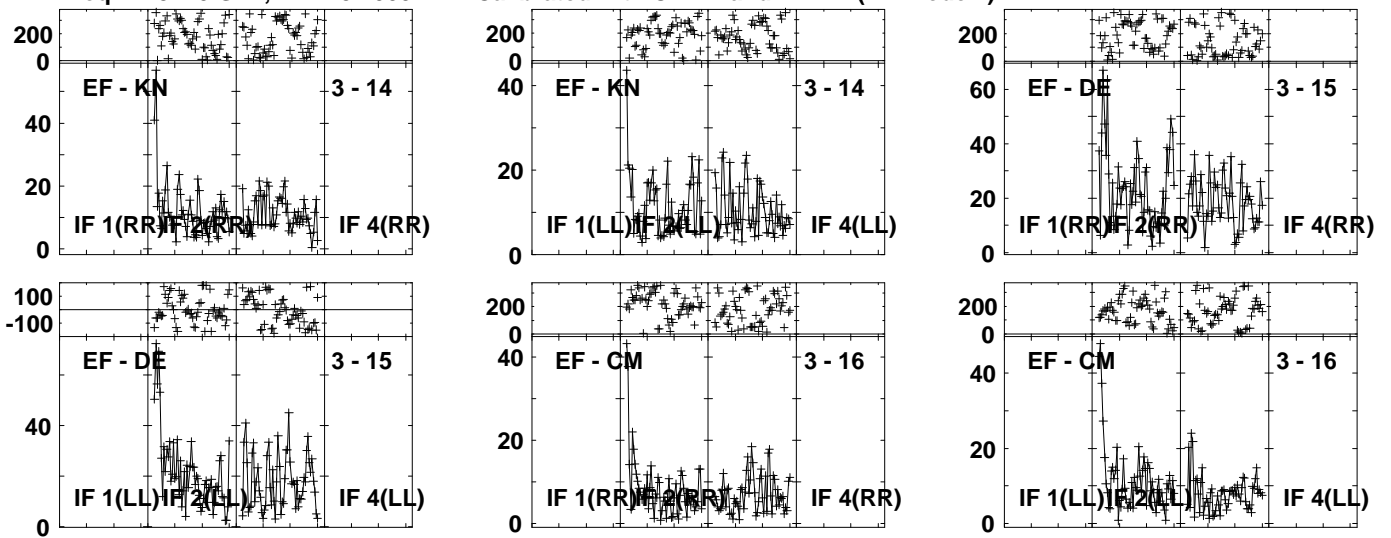 200
0
EF - KN 3 - 14
40
20
0
IF 1(RR) IF 2(RR) IF 4(RR)
200
0
EF - KN 3 - 14
40
20
0
IF 1(LL) IF 2(LL) IF 4(LL)
200
0
EF - DE 3 - 15
60
40
20
0
IF 1(RR) IF 2(RR) IF 4(RR)
100
-100
EF - DE 3 - 15
40
0
IF 1(LL) IF 2(LL) IF 4(LL)
200
0
EF - CM 3 - 16
40
20
0
IF 1(RR) IF 2(RR) IF 4(RR)
200
0
EF - CM 3 - 16
40
20
0
IF 1(LL) IF 2(LL) IF 4(LL)